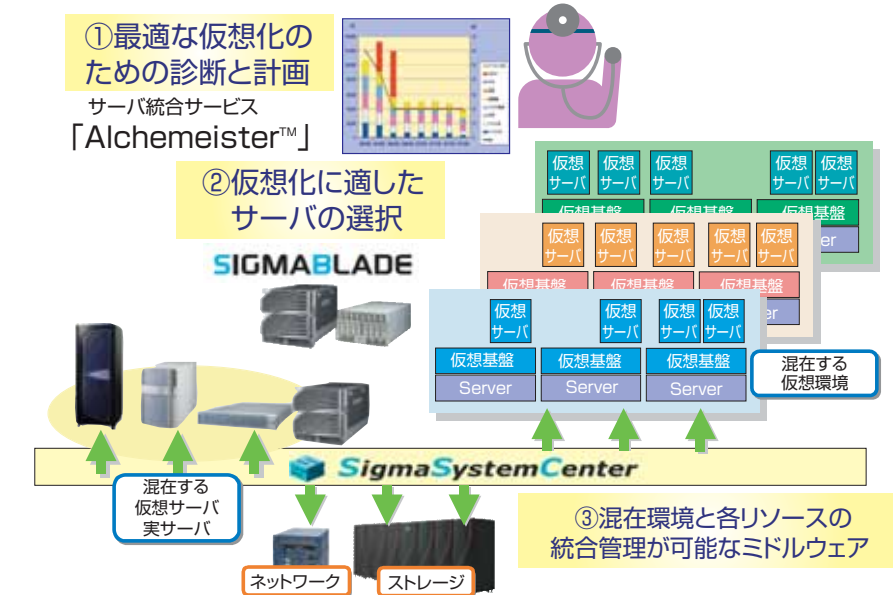 ①最適な仮想化の
ための診断と計画
サーバ統合サービス
「Alchemeister™」
②仮想化に適した
サーバの選択
SIGMABLADE
仮想
サーバ
仮想
サーバ
仮想
サーバ
仮想
サーバ
仮想
サーバ
仮想基盤
仮想基盤
仮想基盤
er
仮想
サーバ
仮想
サーバ
仮想
サーバ
仮想
サーバ
仮想
サーバ
仮想基盤
仮想基盤
仮想基盤
er
仮想
サーバ
仮想
サーバ
仮想
サーバ
仮想
サーバ
仮想基盤
仮想基盤
仮想基盤
Server
Server
Server
混在する
仮想環境
SigmaSystemCenter
混在する
仮想サーバ
実サーバ
ネットワーク
ストレージ
③混在環境と各リソースの
統合管理が可能なミドルウェア